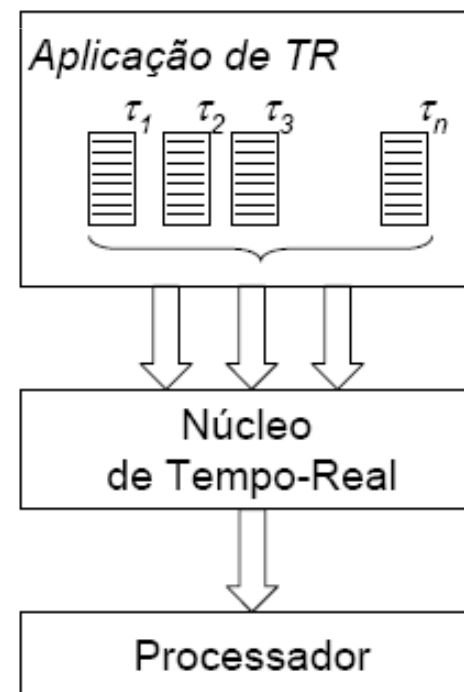 Aplicação de TR
τ1 τ2 τ3 τn
Núcleo
de Tempo-Real
Processador